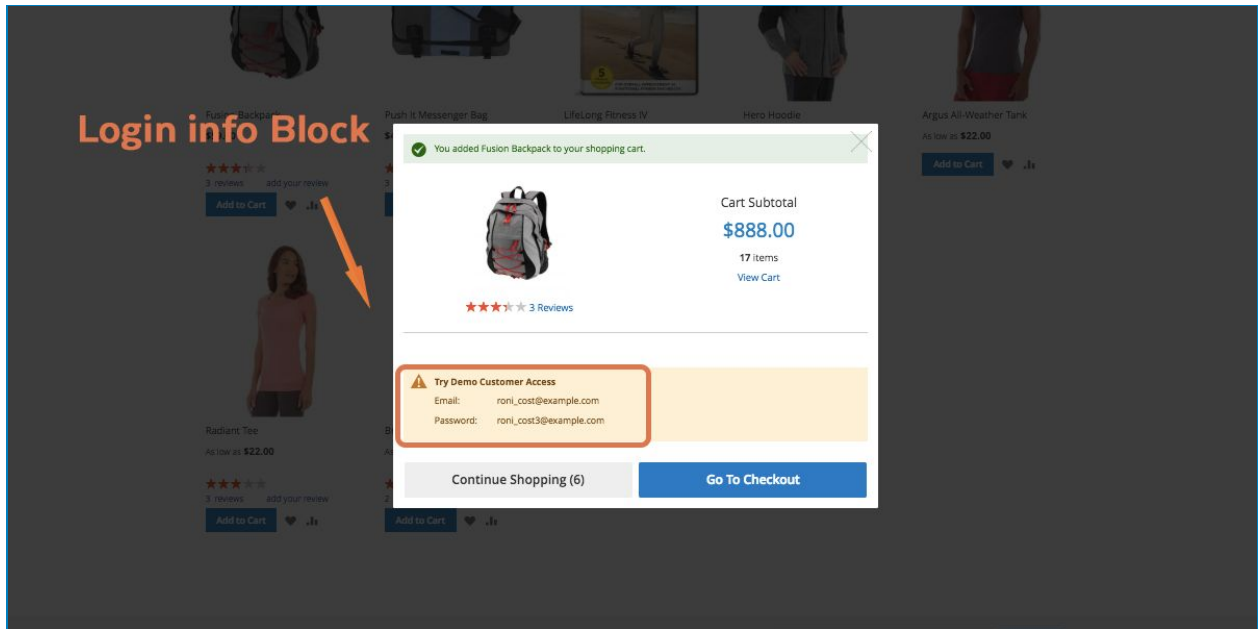 Fusion Backpack
Push It Messenger Bag
LifeLong Fitness IV
Hero Hoodie
Argus All-Weather Tank
As low as $22.00
Add to Cart
Login info Block
3 reviews add your review
Add to Cart
You added Fusion Backpack to your shopping cart.
Cart Subtotal
$888.00
17 items
View Cart
3 Reviews
Try Demo Customer Access
Email: roni_cost@example.com
Password: roni_cost3@example.com
Continue Shopping (6)
Go To Checkout
Radiant Tee
As low as $22.00
3 reviews add your review
Add to Cart
Add to Cart